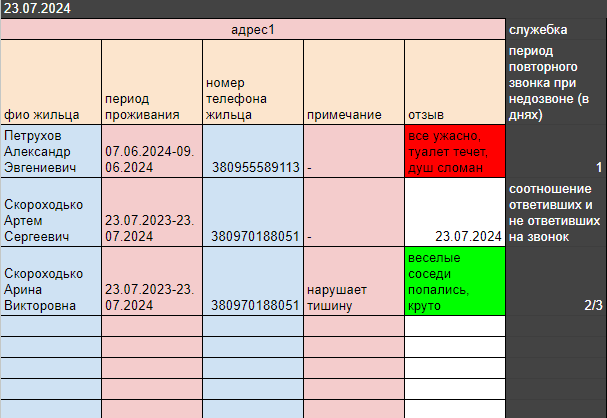 23.07.2024
адрес1
служебка
фио жильца
период
проживания
номер
телефона
жильца
примечание
отзыв
период
повторного
звонка при
недозвоне (в
днях)
Петрухов
Александр
Эвгениевич
07.06.2024-09.
06.2024
380955589113
-
все ужасно,
туалет течет,
душ сломан
1
Скороходько
Артем
Сергеевич
23.07.2023-23.
07.2024
380970188051
-
23.07.2024
соотношение
ответивших и
не ответивших
на звонок
Скороходько
Арина
Викторовна
23.07.2023-23.
07.2024
380970188051
нарушает
тишину
веселые
соседи
попались,
круто
2/3